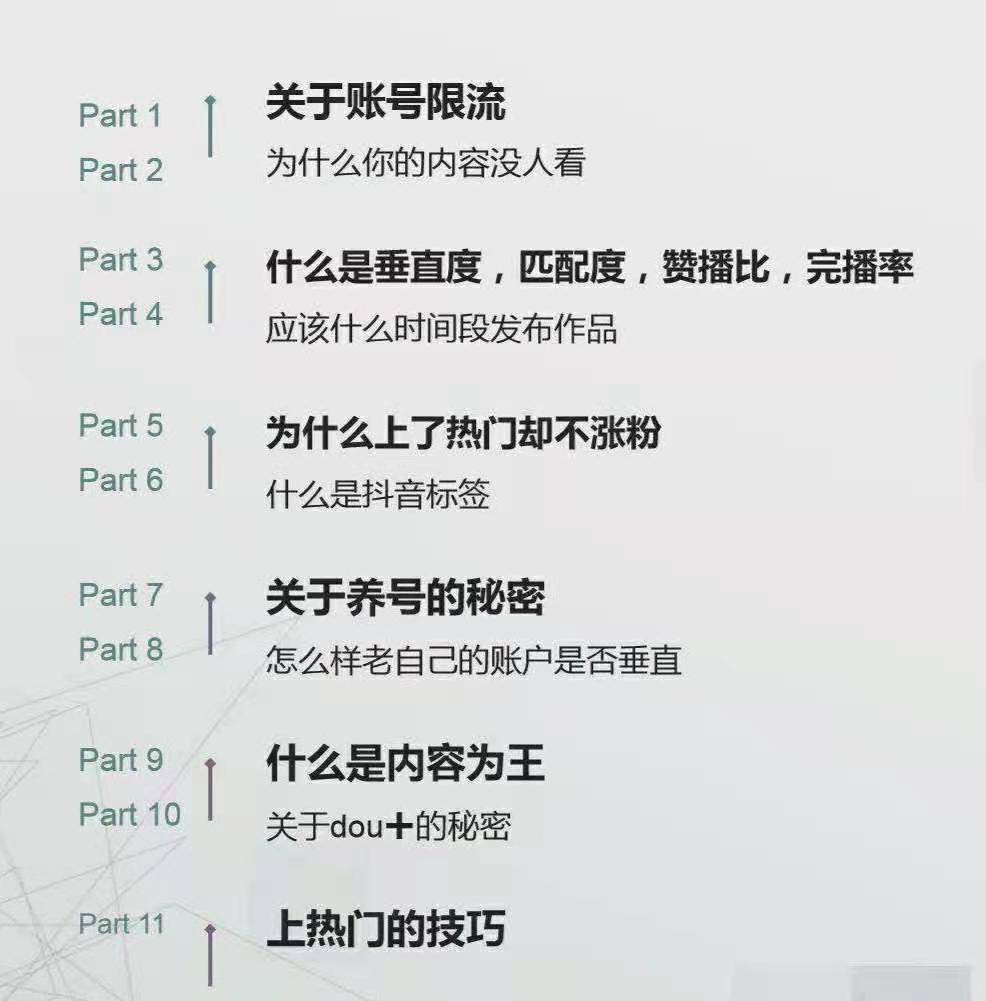 Part 1
关于账号限流
Part 2
为什么你的内容没人看
Part 3
什么是垂直度，匹配度，赞播比，完播率
Part 4
应该什么时间段发布作品
Part 5
为什么上了热门却不涨粉
Part 6
什么是抖音标签
Part 7
关于养号的秘密
Part 8
怎么样老自己的账户是否垂直
Part 9
什么是内容为王
Part 10
关于dou+的秘密
Part 11
上热门的技巧